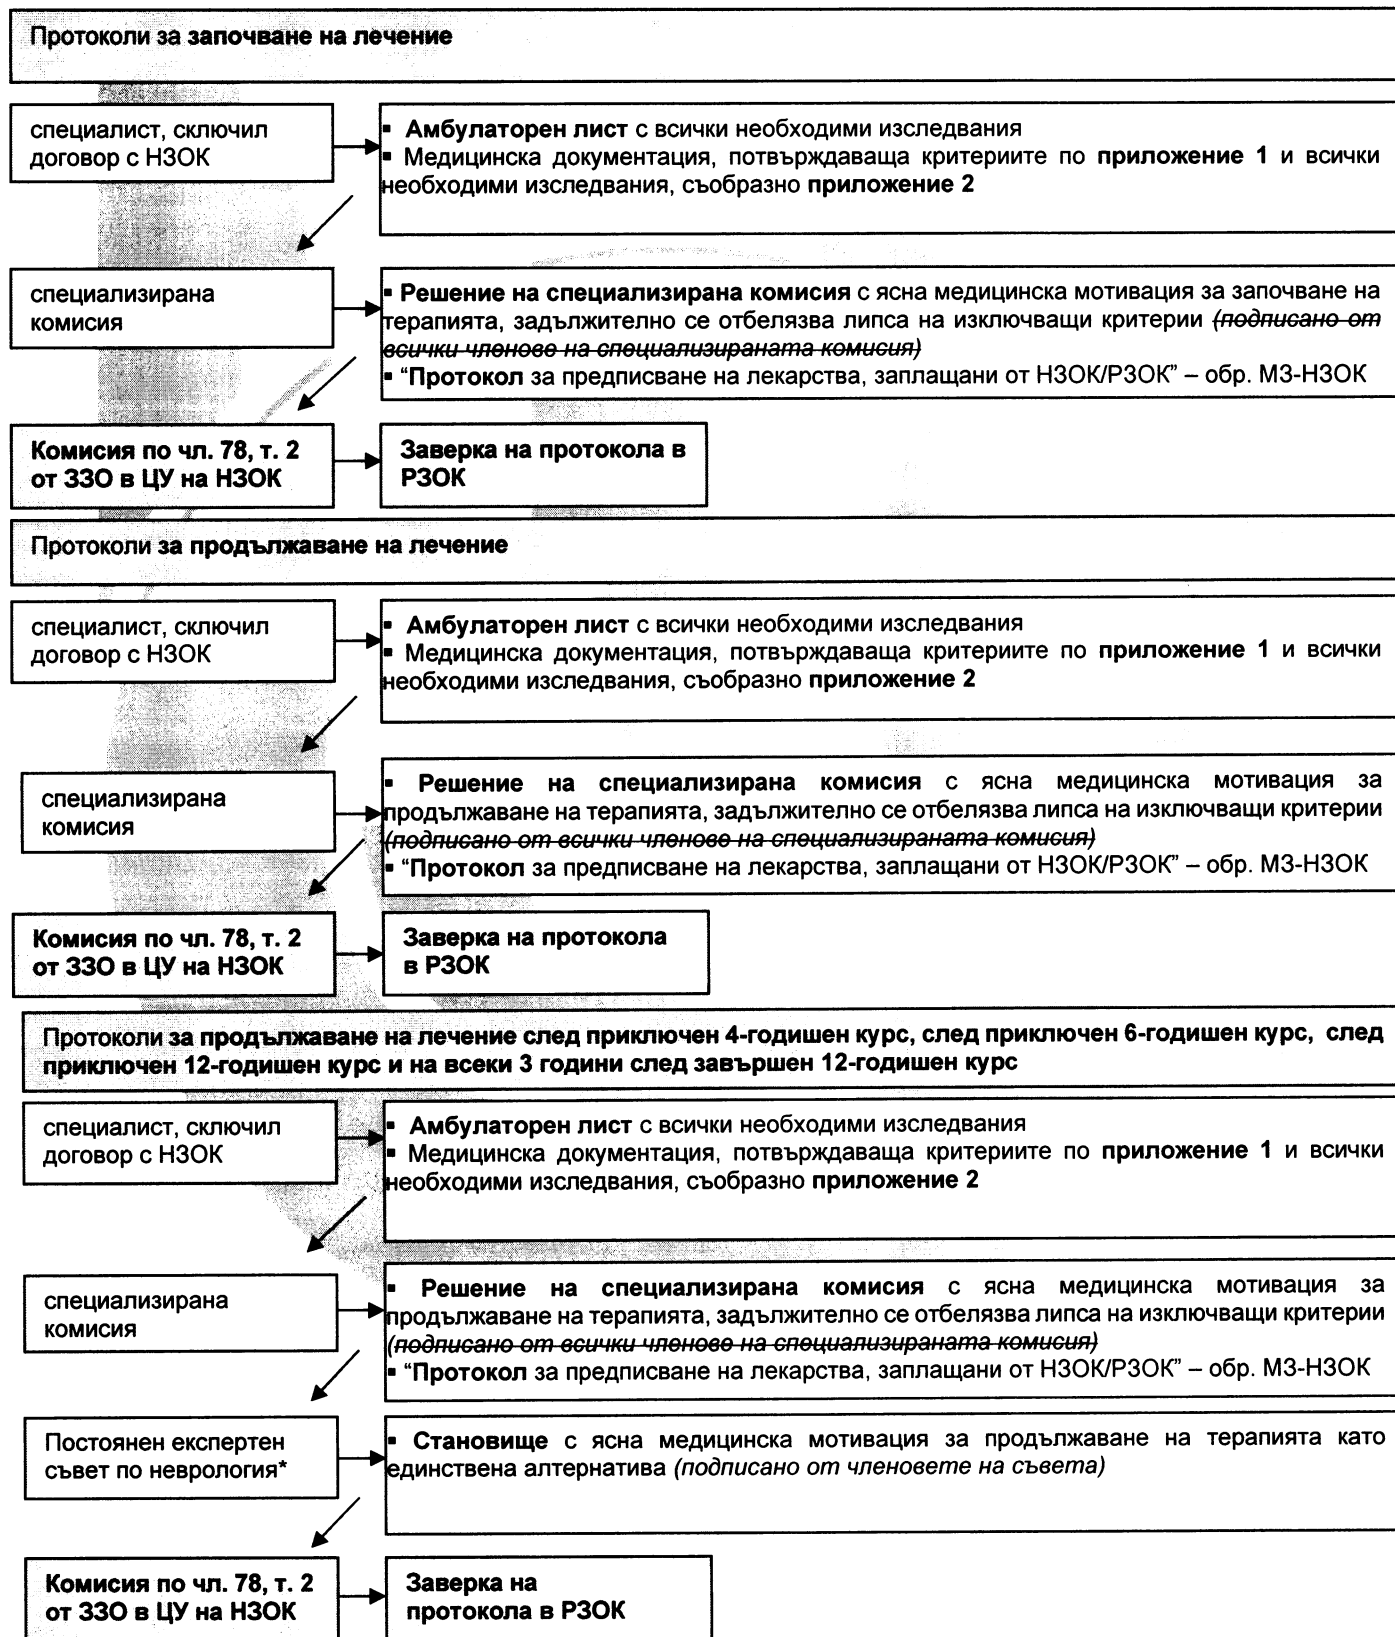 Протоколи за започване на лечение
специалист, сключил
договор с НЗОК
▪ Амбулаторен лист с всички необходими изследвания
▪ Медицинска документация, потвърждаваща критериите по приложение 1 и всички
необходими изследвания, съобразно приложение 2
специализирана
комисия
▪ Решение на специализирана комисия с ясна медицинска мотивация за започване на
терапията, задължително се отбелязва липса на изключващи критерии (подписано от
всички членове на специализираната комисия)
▪ “Протокол за предписване на лекарства, заплащани от НЗОК/РЗОК” – обр. МЗ-НЗОК
Комисия по чл. 78, т. 2
от ЗЗО в ЦУ на НЗОК
Заверка на протокола в
РЗОК
Протоколи за продължаване на лечение
специалист, сключил
договор с НЗОК
▪ Амбулаторен лист с всички необходими изследвания
▪ Медицинска документация, потвърждаваща критериите по приложение 1 и всички
необходими изследвания, съобразно приложение 2
специализирана
комисия
▪ Решение на специализирана комисия с ясна медицинска мотивация за
продължаване на терапията, задължително се отбелязва липса на изключващи критерии
(подписано от всички членове на специализираната комисия)
▪ “Протокол за предписване на лекарства, заплащани от НЗОК/РЗОК” – обр. МЗ-НЗОК
Комисия по чл. 78, т. 2
от ЗЗО в ЦУ на НЗОК
Заверка на протокола
в РЗОК
Протоколи за продължаване на лечение след приключен 4-годишен курс, след приключен 6-годишен курс, след
приключен 12-годишен курс и на всеки 3 години след завършен 12-годишен курс
специалист, сключил
договор с НЗОК
▪ Амбулаторен лист с всички необходими изследвания
▪ Медицинска документация, потвърждаваща критериите по приложение 1 и всички
необходими изследвания, съобразно приложение 2
специализирана
комисия
▪ Решение на специализирана комисия с ясна медицинска мотивация за
продължаване на терапията, задължително се отбелязва липса на изключващи критерии
(подписано от всички членове на специализираната комисия)
▪ “Протокол за предписване на лекарства, заплащани от НЗОК/РЗОК” – обр. МЗ-НЗОК
Постоянен експертен
съвет по неврология*
▪ Становище с ясна медицинска мотивация за продължаване на терапията като
единствена алтернатива (подписано от членовете на съвета)
Комисия по чл. 78, т. 2
от ЗЗО в ЦУ на НЗОК
Заверка на
протокола в РЗОК